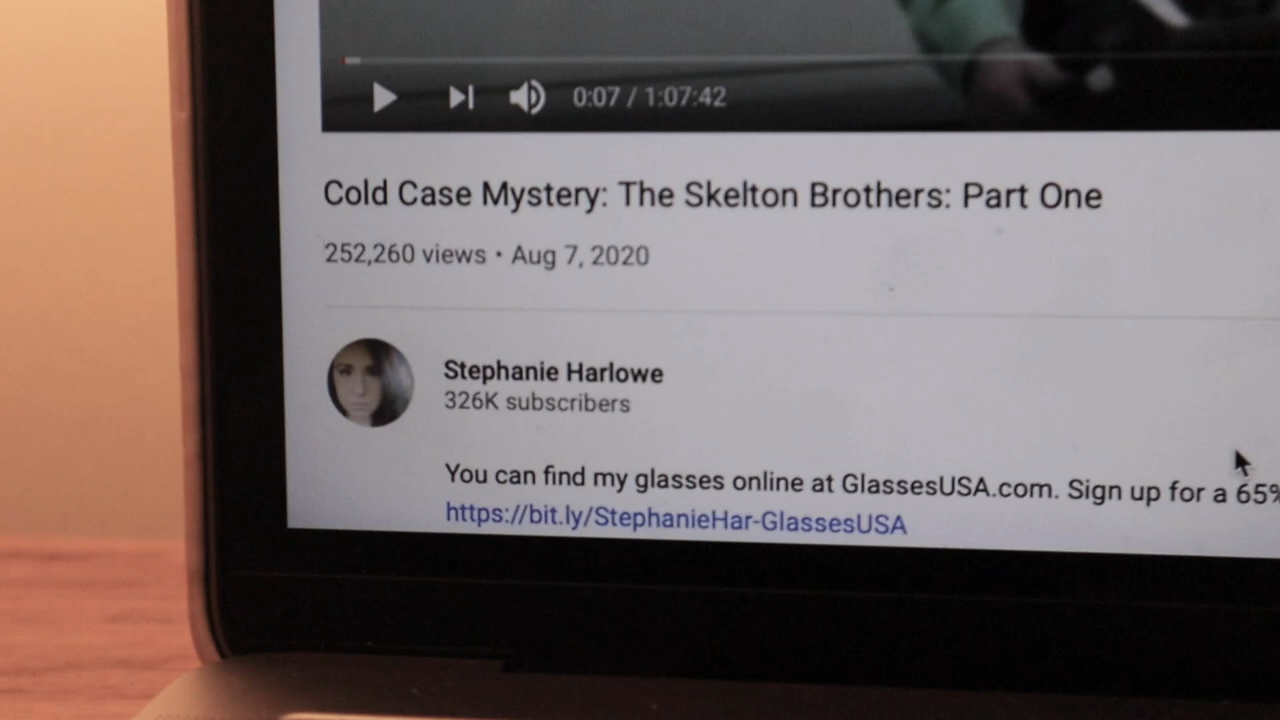 0:07 / 1:07:42
Cold Case Mystery: The Skelton Brothers: Part One
252,260 views • Aug 7, 2020
Stephanie Harlowe
326K subscribers
You can find my glasses online at GlassesUSA.com. Sign up for a 65%
https://bit.ly/StephanieHar-GlassesUSA